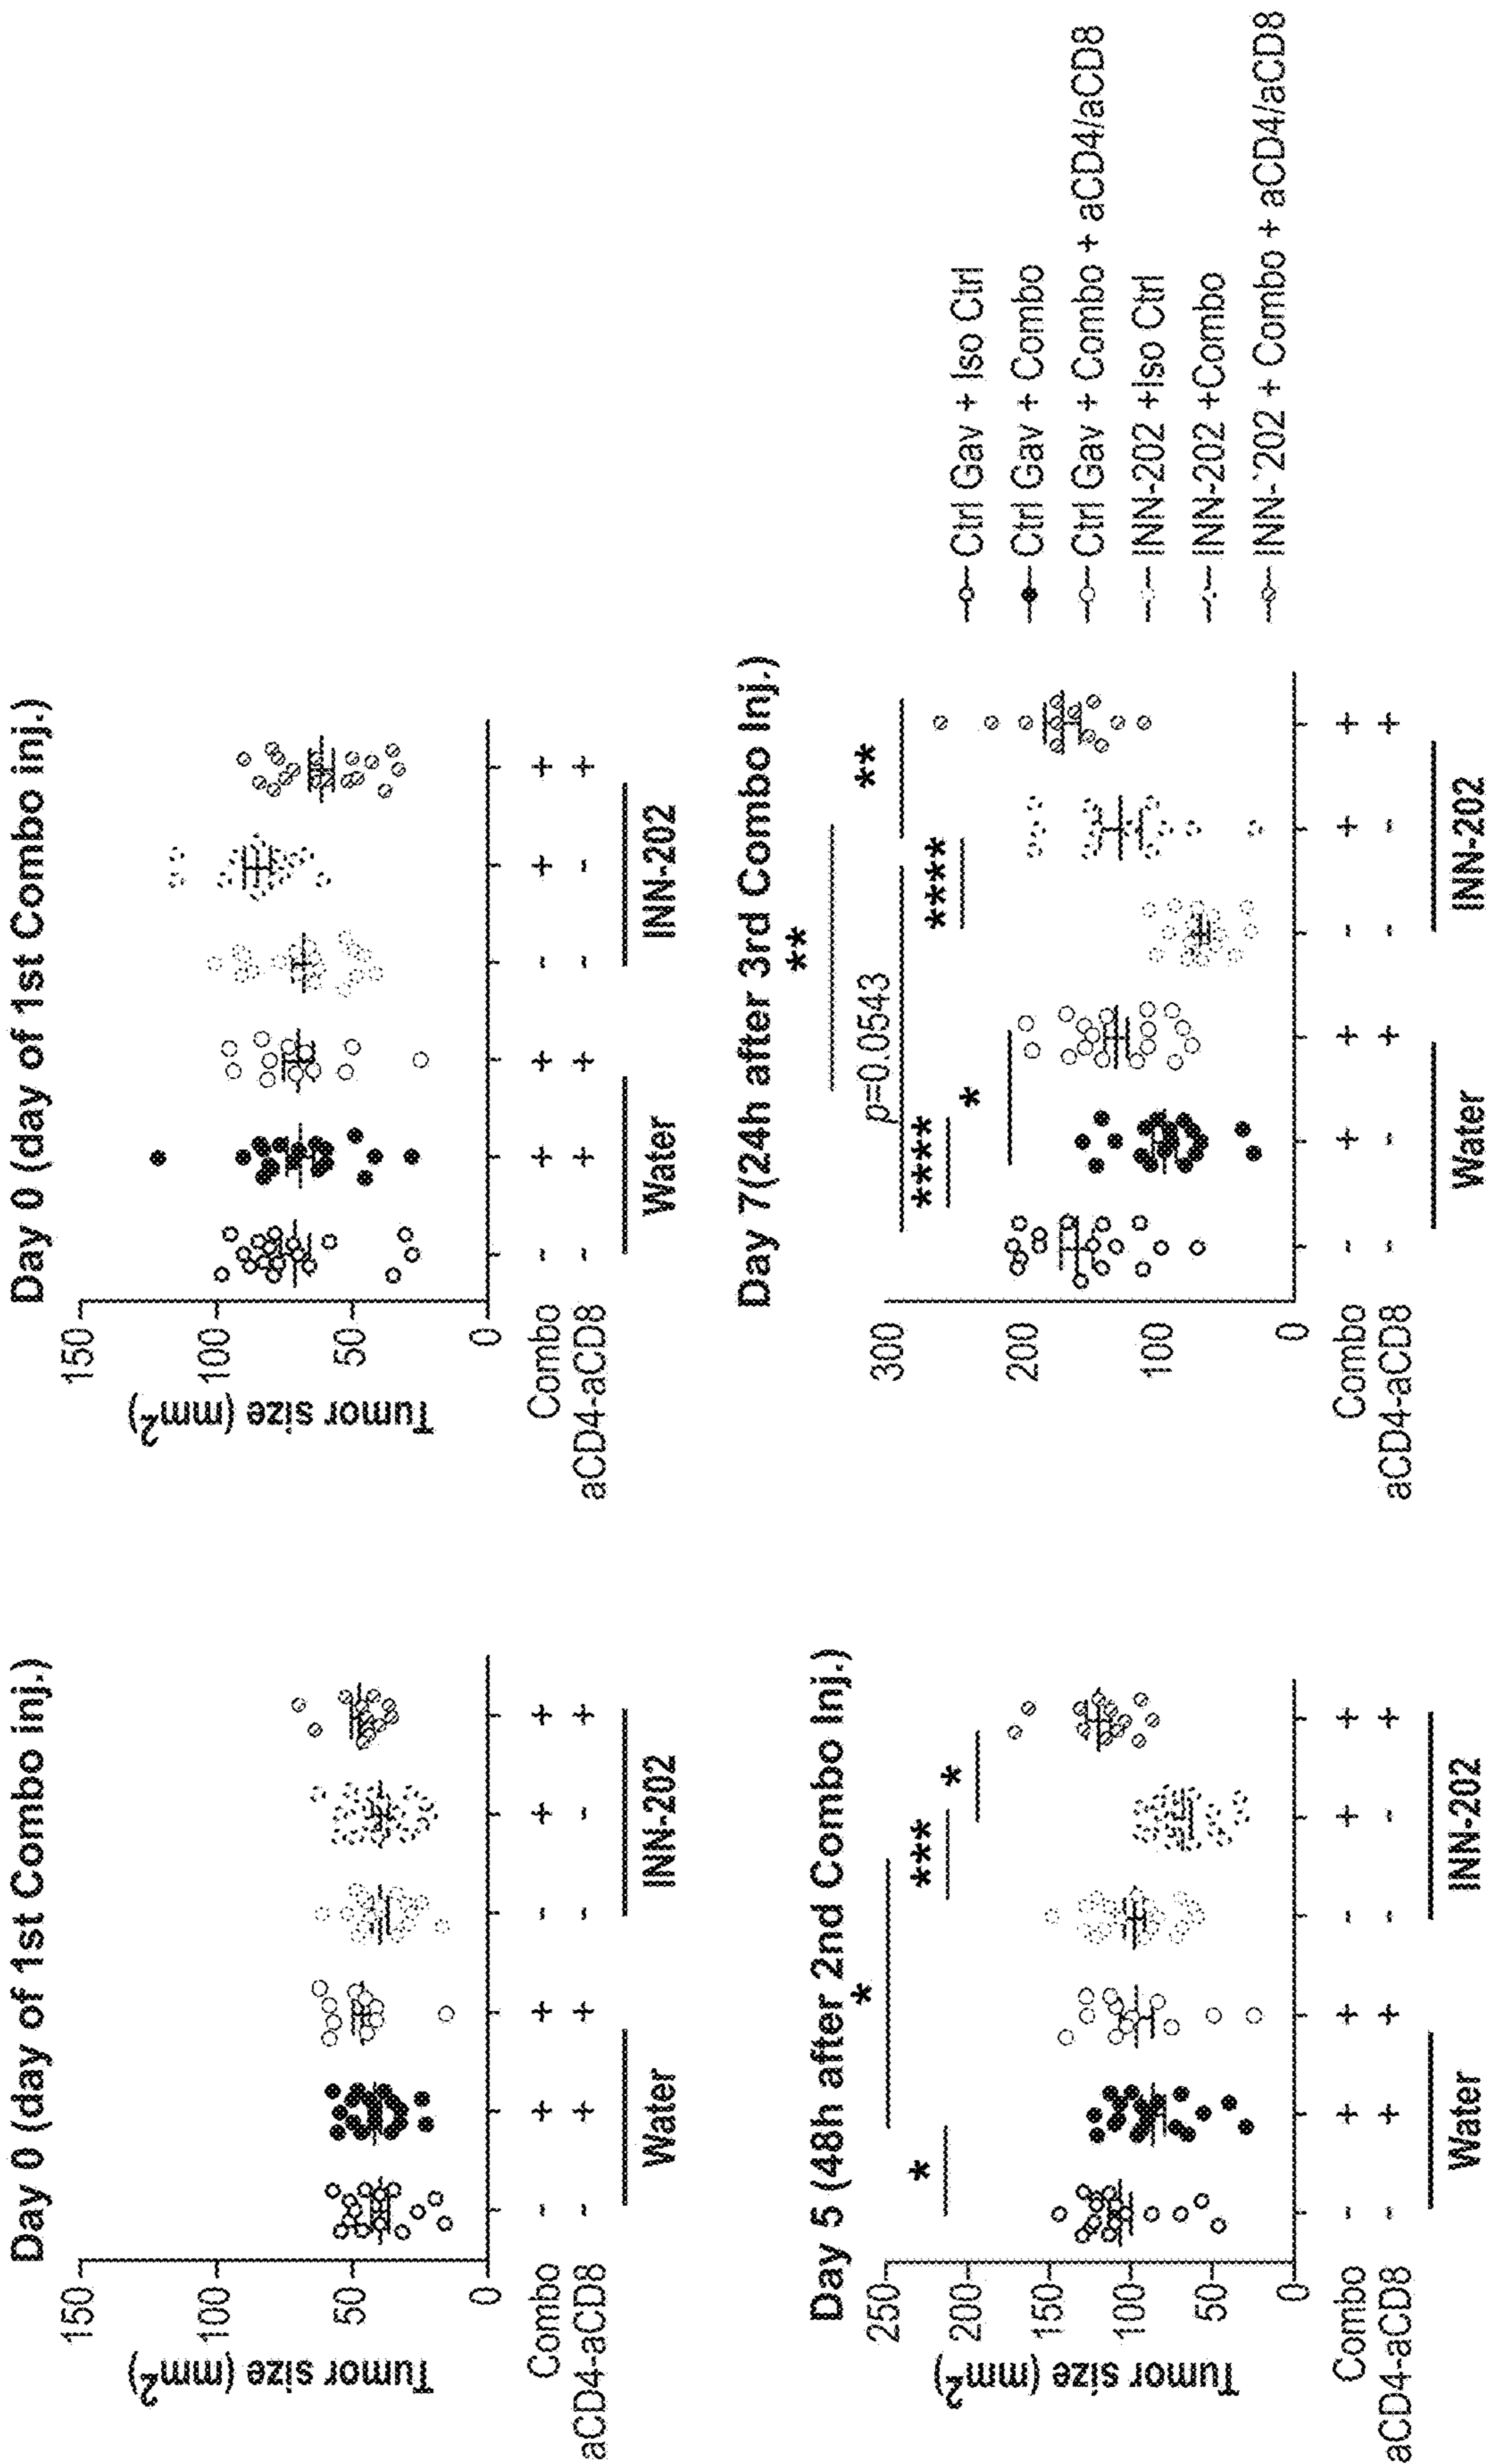 Day 0 (day of 1st Combo inj.)
Tumor size (mm2)
150
100
50
0
Combo - + + - + +
aCD4-aCD8 - + + - - +
Water INN-202
Day 0 (day of 1st Combo inj.)
Tumor size (mm2)
150
100
50
0
Combo - + + - + +
aCD4-aCD8 - + + - - +
Water INN-202
Day 5 (48h after 2nd Combo Inj.)
Tumor size (mm2)
250
200
150
100
50
0
*
*
***
*
Combo - + + - + +
aCD4-aCD8 - + + - - +
Water INN-202
Day 7(24h after 3rd Combo Inj.)
300
200
100
0
**
p=0.0543
**
****
*
****
Combo - + + - + +
aCD4-aCD8 - - + - - +
Water INN-202
Ctrl Gav + Iso Ctrl
Ctrl Gav + Combo
Ctrl Gav + Combo + aCD4/aCD8
INN-202 +Iso Ctrl
INN-202 +Combo
INN-`202 + Combo + aCD4/aCD8